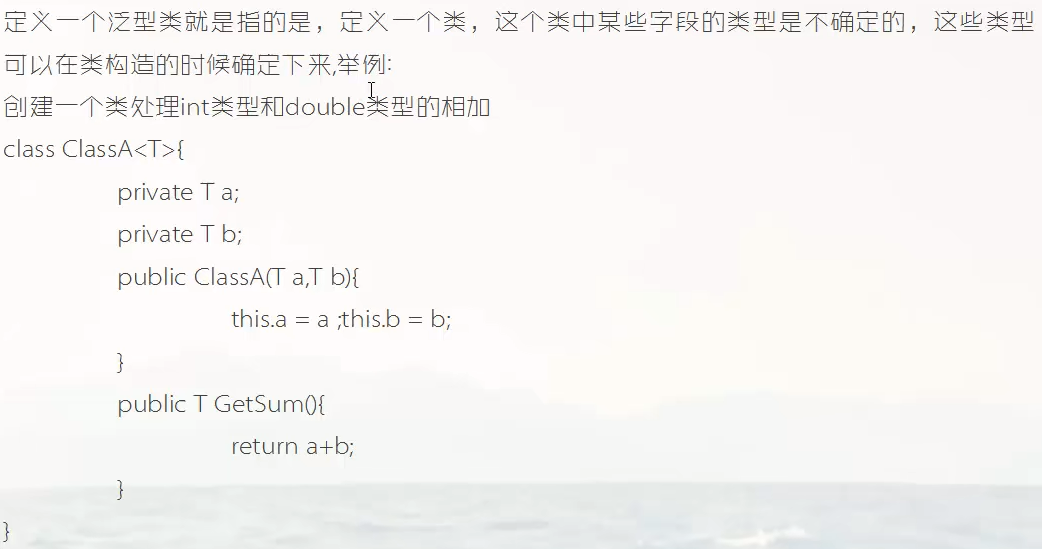 定义一个泛型类就是指的是，定义一个类，这个类中某些字段的类型是不确定的，这些类型
可以在类构造的时候确定下来,举例:
创建一个类处理int类型和double类型的相加
class ClassA<T>{
private T a;
private T b;
public ClassA(T a,T b){
this.a = a ;this.b = b;
}
public T GetSum(){
return a+b;
}
}